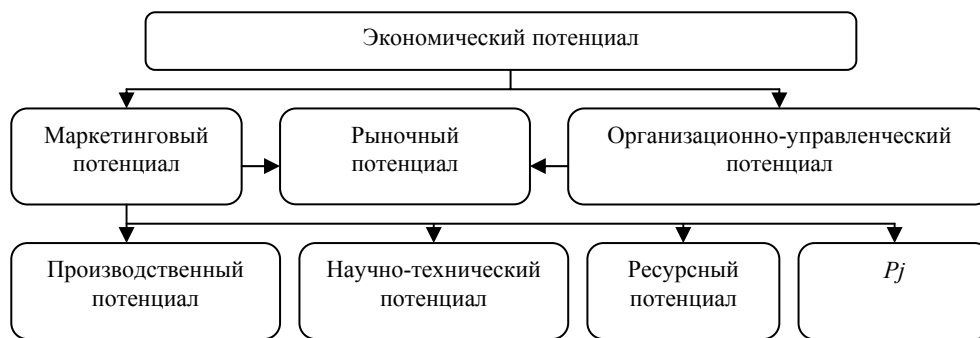 Экономический потенциал
Маркетинговый
потенциал
Рыночный
потенциал
Организационно-управленческий
потенциал
Производственный
потенциал
Научно-технический
потенциал
Ресурсный
потенциал
Pj